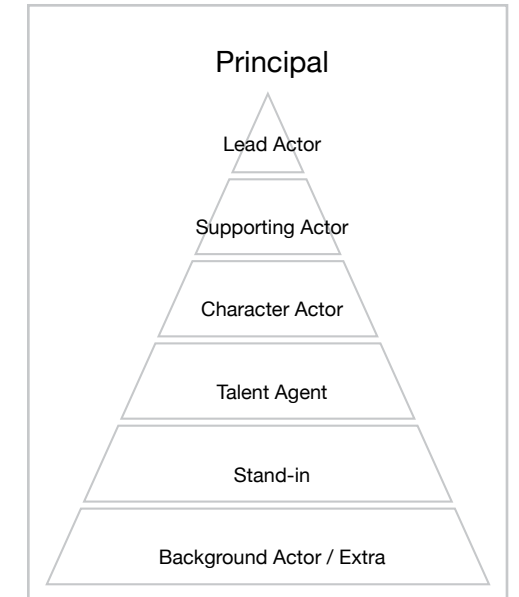 Principal
Lead Actor
Supporting Actor
Character Actor
Talent Agent
Stand-in
Background Actor / Extra